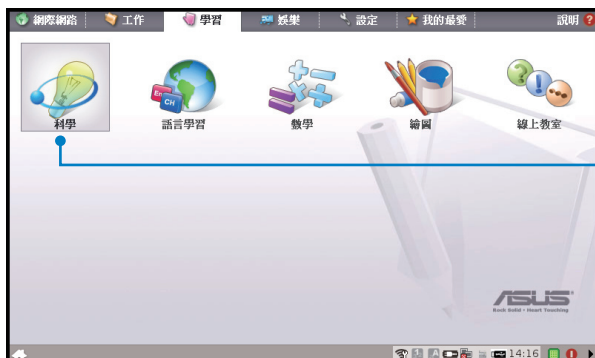 網際網路 工作 學習 娛樂 設定 我的最愛 說明 ?
En CH ? !
科學 語言學習 數學 繪圖 線上教室
ASUS
Rock Solid • Heart Touching
1 A 14:16